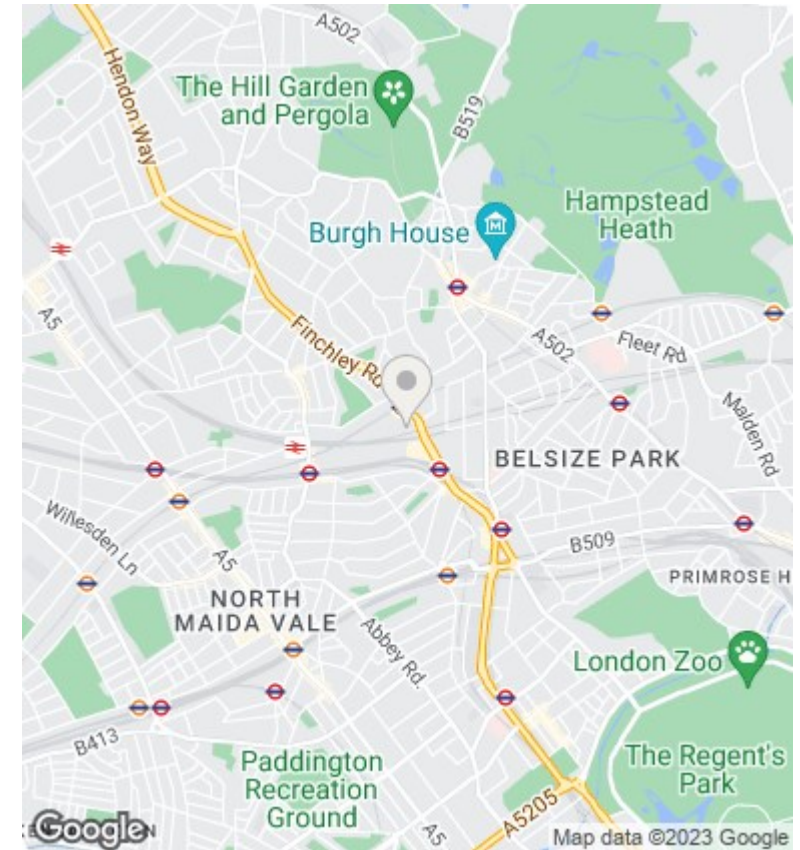 A502
Hendon Way
The Hill Garden
and Pergola
B519
Hampstead
Heath
Burgh House
A5
Finchley Rd
A502
Fleet Rd
Malden Rd
BELSIZE PARK
Willesden Ln
A5
B509
PRIMROSE H
NORTH
MAIDA VALE
Abbey Rd.
London Zoo
B413
Paddington
Recreation
Ground
The Regent's
Park
A5
A5205
Google
Map data ©2023 Google